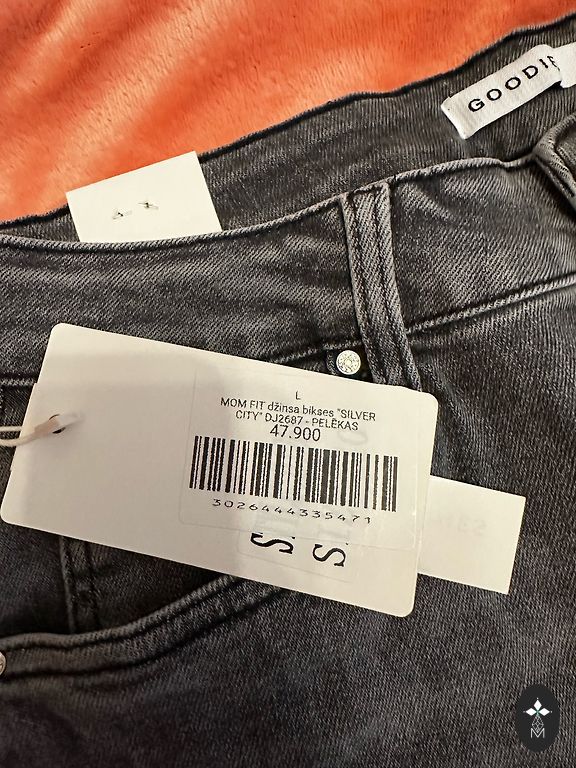 GOODI
L
MOM FIT džinsa bikses "SILVER
CITY" DJ2687 - PELĒKAS
47.900
3026444335471
S S
M